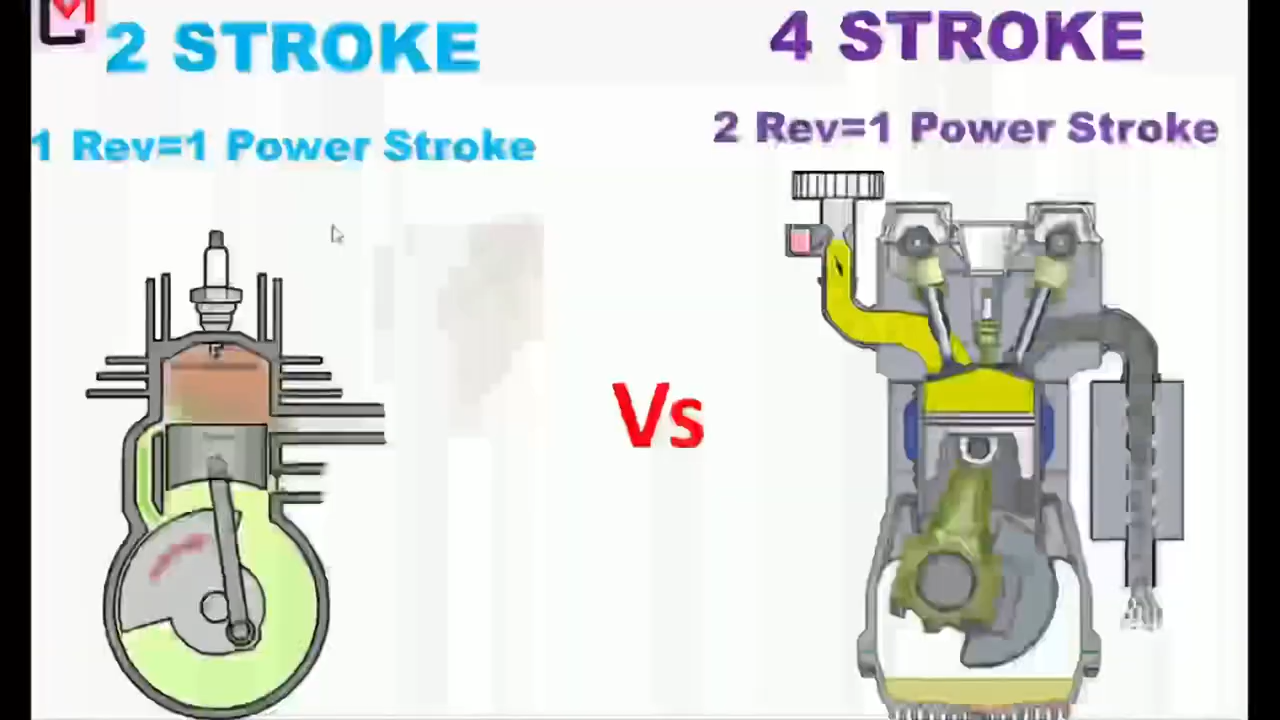 2 STROKE
4 STROKE
1 Rev=1 Power Stroke
2 Rev=1 Power Stroke
Vs